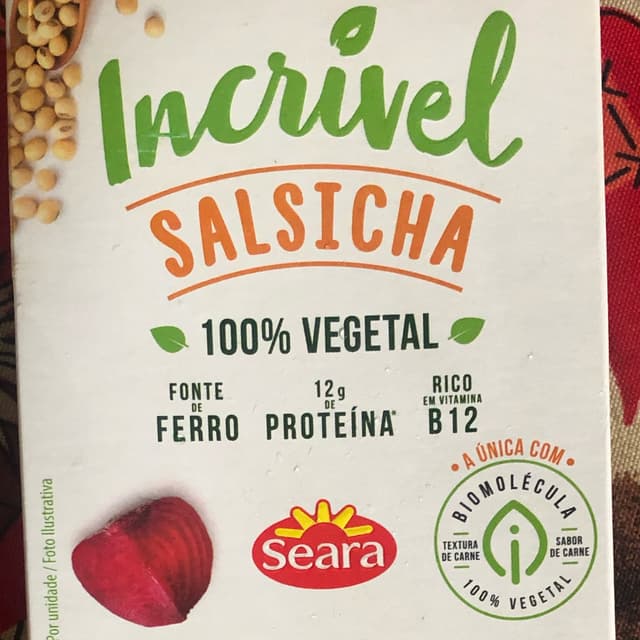 Incrível
SALSICHA
100% VEGETAL
FONTE
DE
FERRO
12g
DE
PROTEÍNA*
RICO
EM VITAMINA
B12
• A ÚNICA COM •
BIOMOLÉCULA
TEXTURA
DE CARNE
SABOR
DE CARNE
100% VEGETAL
Seara
Por unidade / Foto Ilustrativa